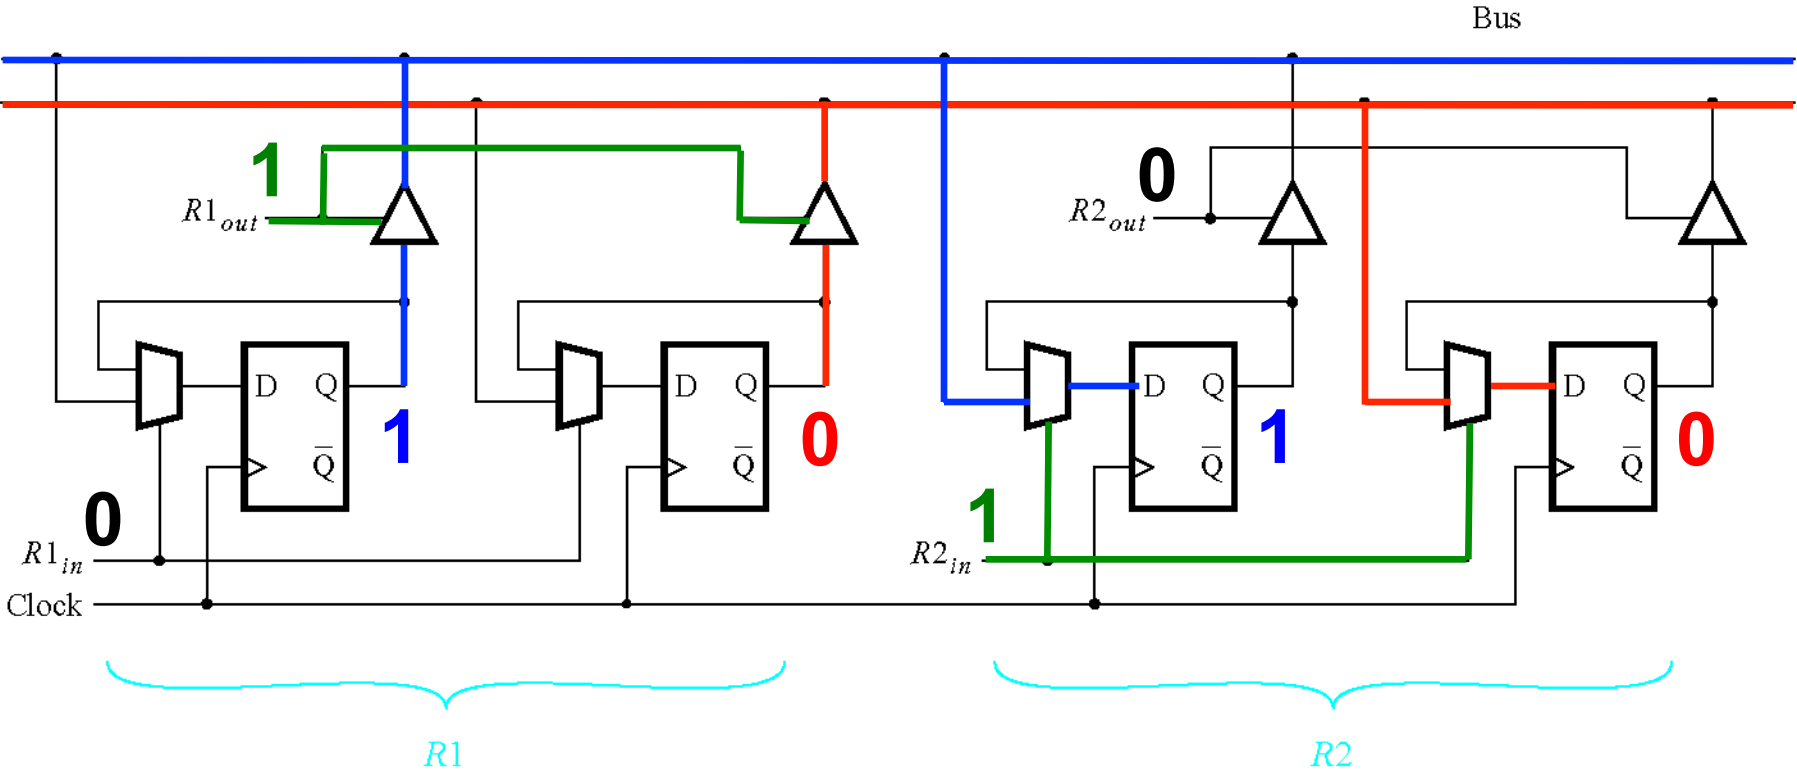 Bus
1
0
R1out
R2out
D Q
D Q
D Q
D Q
1
0
1
0
Q̅
Q̅
Q̅
Q̅
0
1
R1in
R2in
Clock
R1
R2